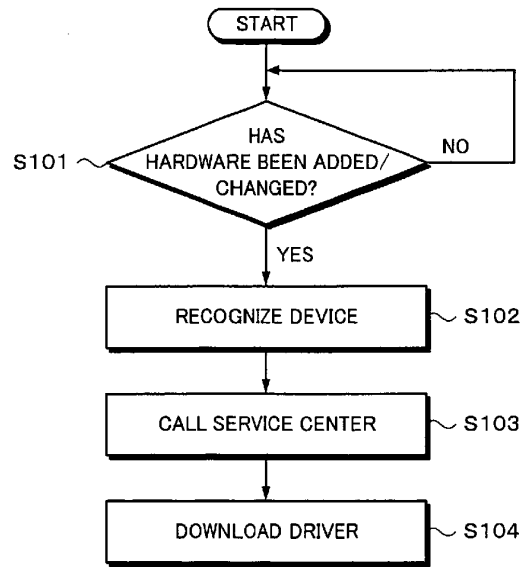 START
HAS
HARDWARE BEEN ADDED/
CHANGED?
S101
NO
YES
RECOGNIZE DEVICE
S102
CALL SERVICE CENTER
S103
DOWNLOAD DRIVER
S104